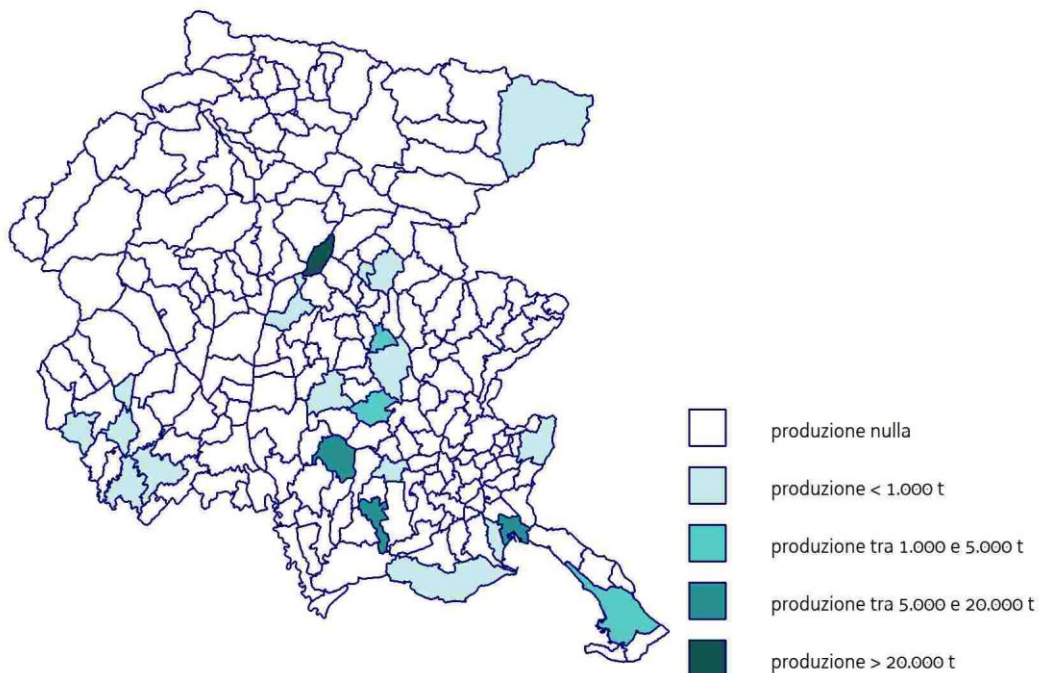 produzione nulla
produzione < 1.000 t
produzione tra 1.000 e 5.000 t
produzione tra 5.000 e 20.000 t
produzione > 20.000 t